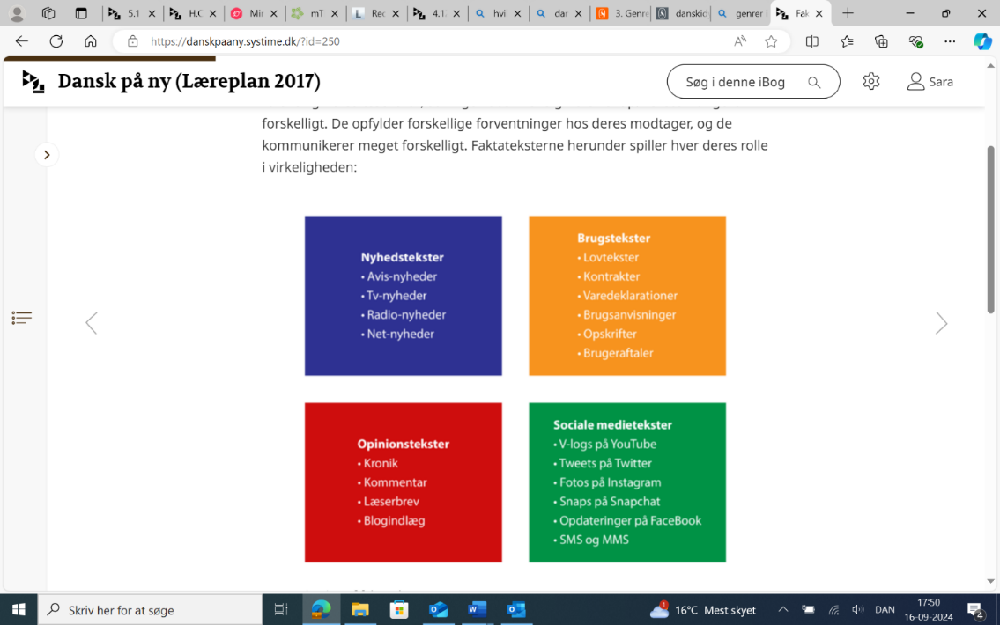 5.1
H.C
Mir
mT
Rec
4.1.
hvil
dar
3. Genre
danskid
genrer i
Fak
https://danskpaany.systime.dk/?id=250
Dansk på ny (Læreplan 2017)
Søg i denne iBog
Sara
forskelligt. De opfylder forskellige forventninger hos deres modtager, og de
kommunikerer meget forskelligt. Faktateksterne herunder spiller hver deres rolle
i virkeligheden:
Nyhedstekster
• Avis-nyheder
• Tv-nyheder
• Radio-nyheder
• Net-nyheder
Brugstekster
• Lovtekster
• Kontrakter
• Varedeklarationer
• Brugsanvisninger
• Opskrifter
• Brugeraftaler
Opinionstekster
• Kronik
• Kommentar
• Læserbrev
• Blogindlæg
Sociale medietekster
• V-logs på YouTube
• Tweets på Twitter
• Fotos på Instagram
• Snaps på Snapchat
• Opdateringer på FaceBook
• SMS og MMS
Skriv her for at søge
1
16°C Mest skyet
DAN
17:50
16-09-2024
4